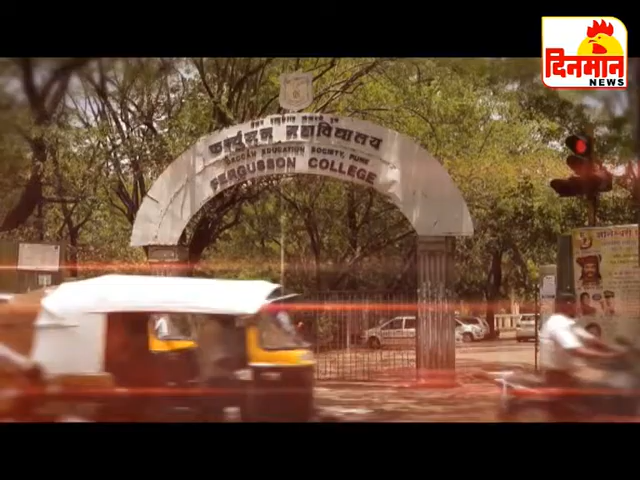 दिनमान
NEWS
फर्ग्युसन महाविद्यालय
DECCAN EDUCATION SOCIETY, PUNE
FERGUSSON COLLEGE